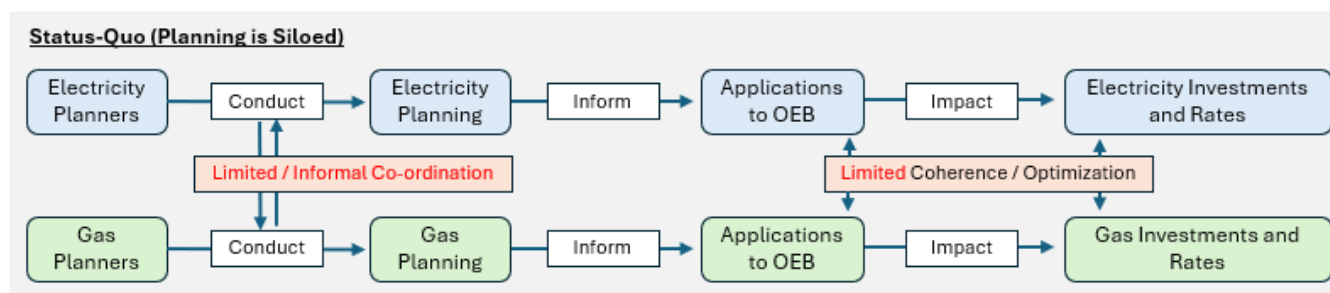 Status-Quo (Planning is Siloed)
Electricity
Planners
Conduct
Electricity
Planning
Inform
Applications
to OEB
Impact
Electricity Investments
and Rates
Limited / Informal Co-ordination
Limited Coherence / Optimization
Gas
Planners
Conduct
Gas
Planning
Inform
Applications
to OEB
Impact
Gas Investments and
Rates